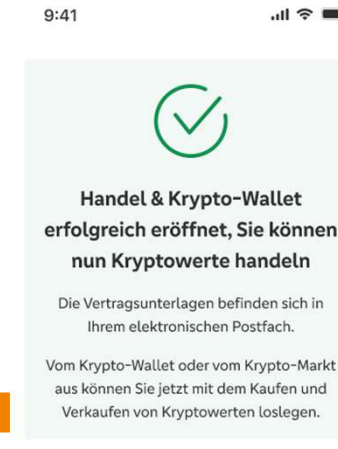 9:41
Handel & Krypto-Wallet
erfolgreich eröffnet, Sie können
nun Kryptowerte handeln
Die Vertragsunterlagen befinden sich in
Ihrem elektronischen Postfach.
Vom Krypto-Wallet oder vom Krypto-Markt
aus können Sie jetzt mit dem Kaufen und
Verkaufen von Kryptowerten loslegen.